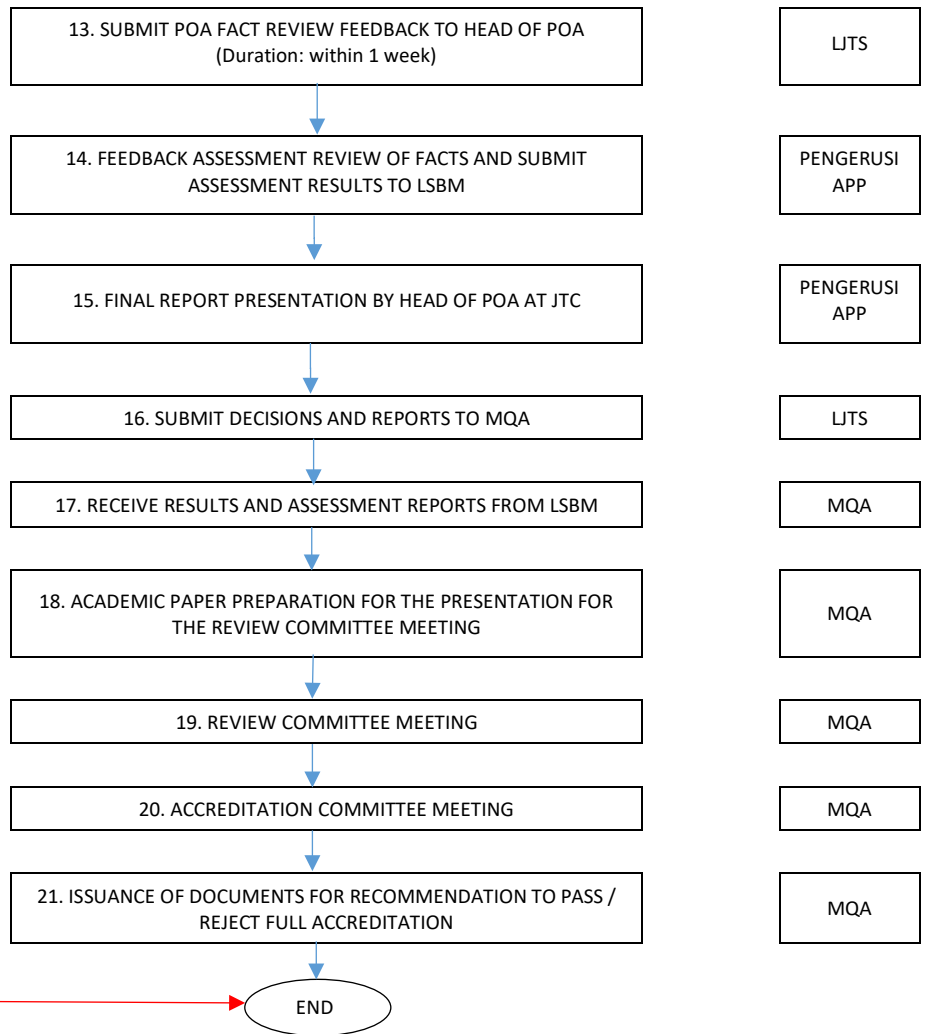 13. SUBMIT POA FACT REVIEW FEEDBACK TO HEAD OF POA
(Duration: within 1 week)
LJTS
14. FEEDBACK ASSESSMENT REVIEW OF FACTS AND SUBMIT
ASSESSMENT RESULTS TO LSBM
PENGERUSI
APP
15. FINAL REPORT PRESENTATION BY HEAD OF POA AT JTC
PENGERUSI
APP
16. SUBMIT DECISIONS AND REPORTS TO MQA
LJTS
17. RECEIVE RESULTS AND ASSESSMENT REPORTS FROM LSBM
MQA
18. ACADEMIC PAPER PREPARATION FOR THE PRESENTATION FOR
THE REVIEW COMMITTEE MEETING
MQA
19. REVIEW COMMITTEE MEETING
MQA
20. ACCREDITATION COMMITTEE MEETING
MQA
21. ISSUANCE OF DOCUMENTS FOR RECOMMENDATION TO PASS /
REJECT FULL ACCREDITATION
MQA
END